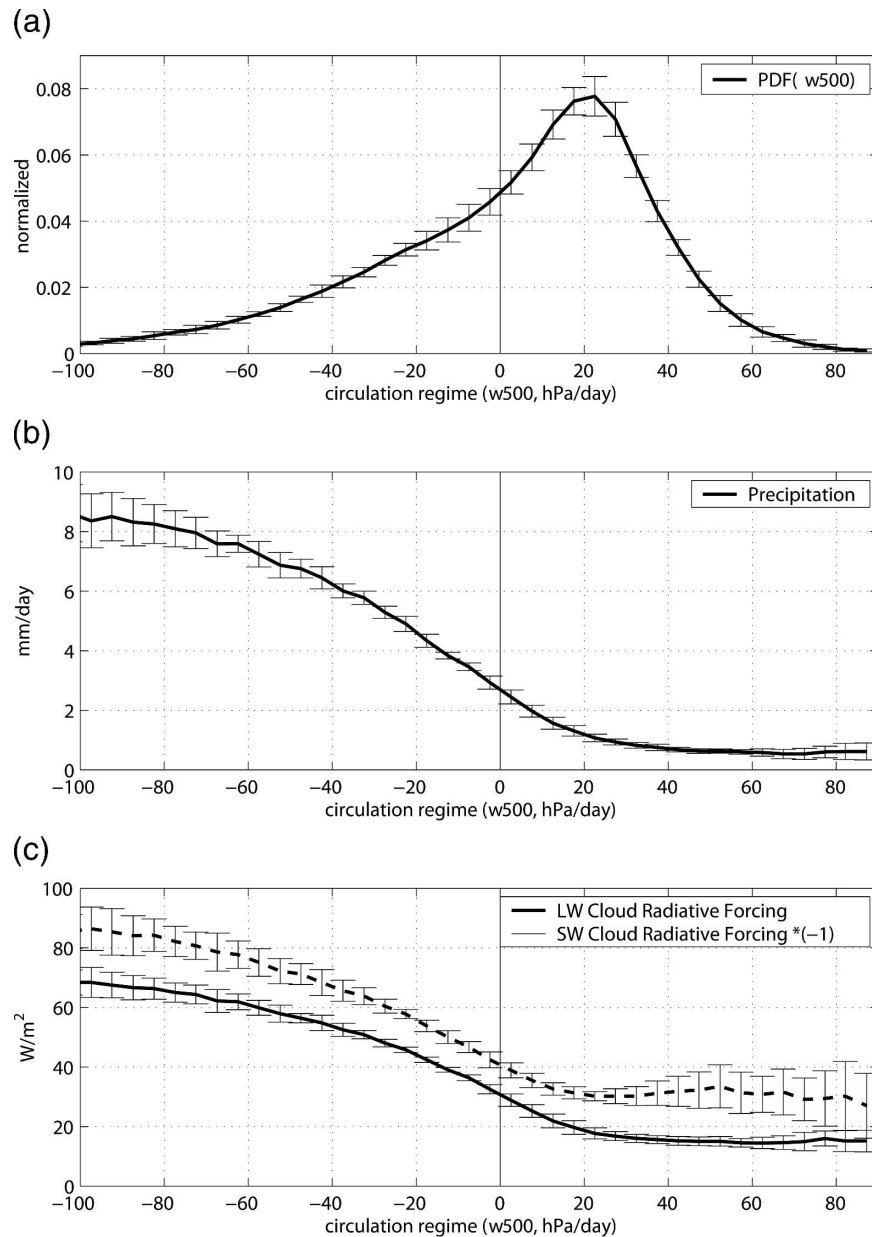 (a)
PDF( w500)
0.08
0.06
0.04
0.02
0
normalized
−100 −80 −60 −40 −20 0 20 40 60 80
circulation regime (w500, hPa/day)
(b)
Precipitation
10
8
6
4
2
0
mm/day
−100 −80 −60 −40 −20 0 20 40 60 80
circulation regime (w500, hPa/day)
(c)
LW Cloud Radiative Forcing
SW Cloud Radiative Forcing *(−1)
100
80
60
40
20
0
W/m²
−100 −80 −60 −40 −20 0 20 40 60 80
circulation regime (w500, hPa/day)